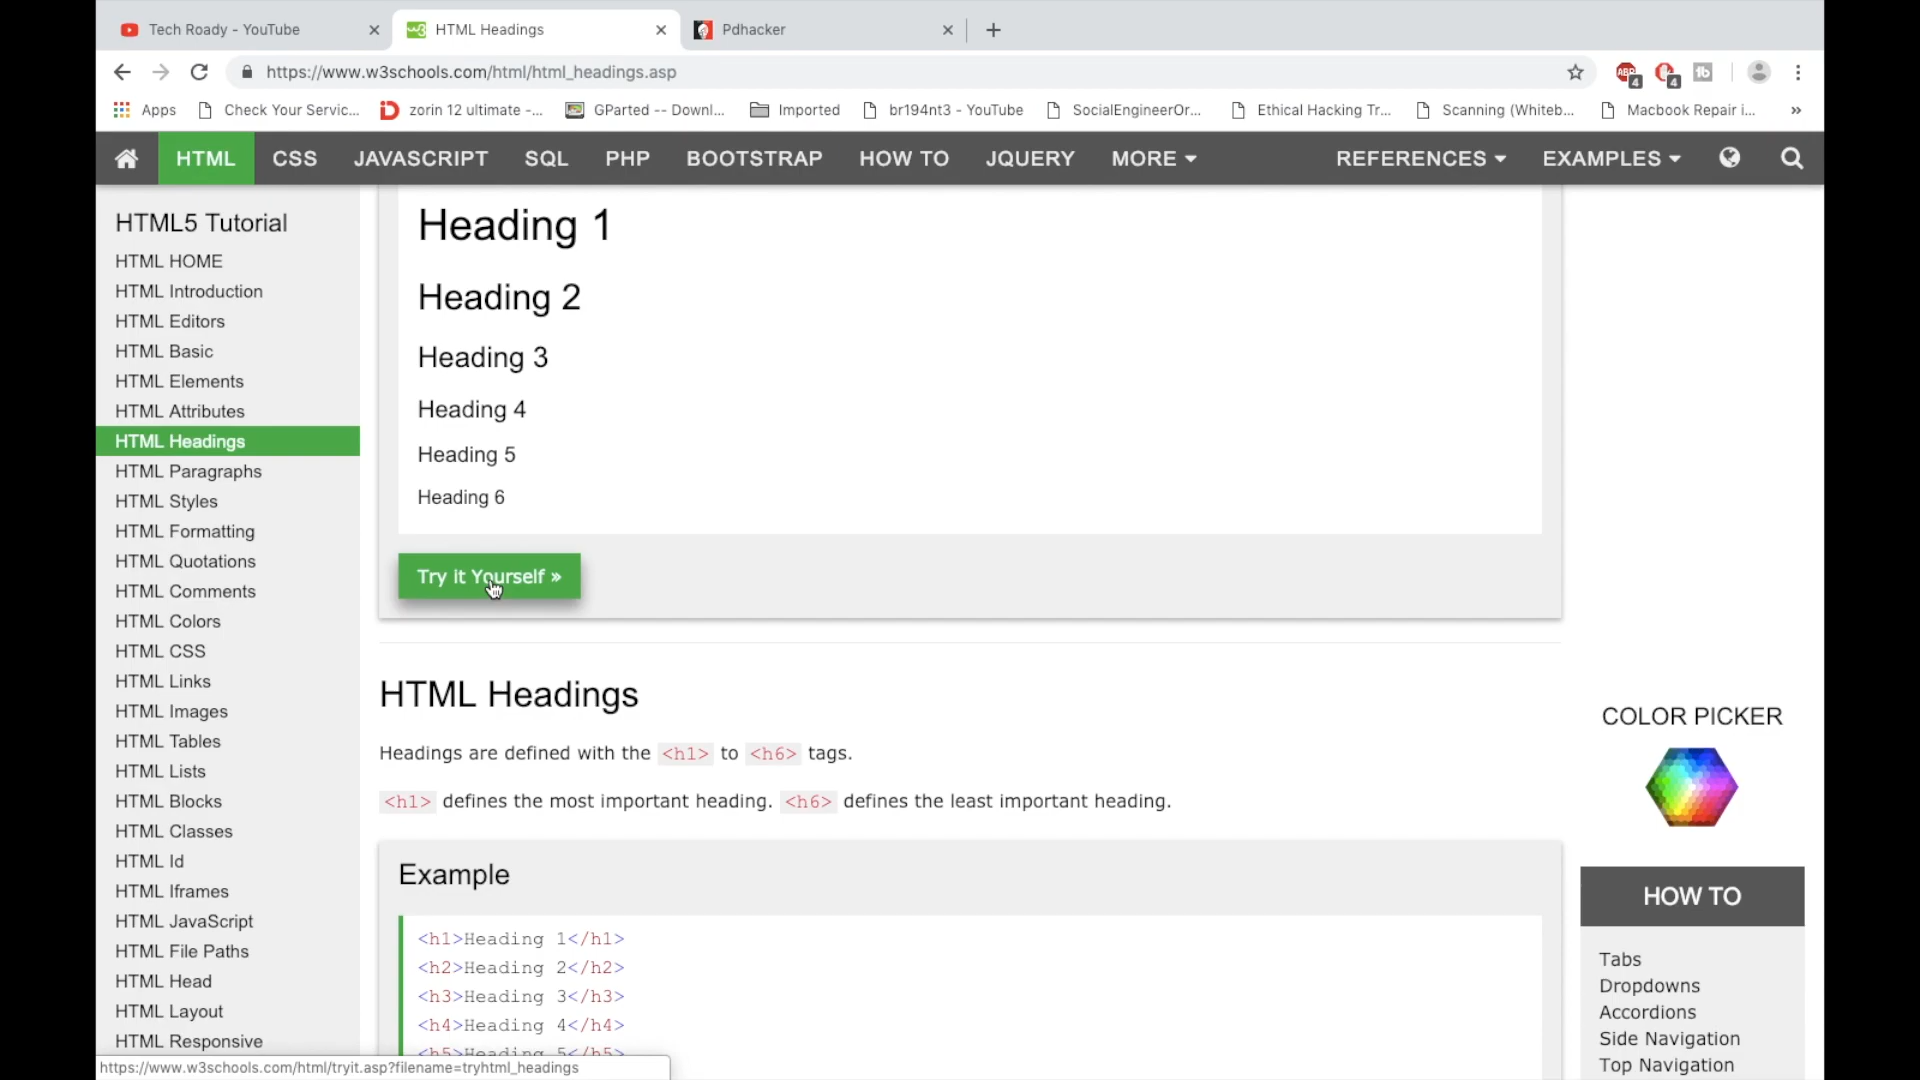 Tech Ready - YouTube
HTML Headings
Pdhacker
https://www.w3schools.com/html/html_headings.asp
ABP 4
4
tb
Apps
Check Your Servic...
zorin 12 ultimate -...
GParted -- Downl...
Imported
br194nt3 - YouTube
SocialEngineerOr...
Ethical Hacking Tr...
Scanning (Whiteb...
Macbook Repair i...
»
HTML
CSS
JAVASCRIPT
SQL
PHP
BOOTSTRAP
HOW TO
JQUERY
MORE
REFERENCES
EXAMPLES
HTML5 Tutorial
HTML HOME
HTML Introduction
HTML Editors
HTML Basic
HTML Elements
HTML Attributes
HTML Headings
HTML Paragraphs
HTML Styles
HTML Formatting
HTML Quotations
HTML Comments
HTML Colors
HTML CSS
HTML Links
HTML Images
HTML Tables
HTML Lists
HTML Blocks
HTML Classes
HTML Id
HTML Iframes
HTML JavaScript
HTML File Paths
HTML Head
HTML Layout
HTML Responsive
Heading 1
Heading 2
Heading 3
Heading 4
Heading 5
Heading 6
Try it Yourself »
HTML Headings
Headings are defined with the <h1> to <h6> tags.
<h1> defines the most important heading. <h6> defines the least important heading.
Example
<h1>Heading 1</h1>
<h2>Heading 2</h2>
<h3>Heading 3</h3>
<h4>Heading 4</h4>
<h5>Heading 5</h5>
COLOR PICKER
HOW TO
Tabs
Dropdowns
Accordions
Side Navigation
Top Navigation
https://www.w3schools.com/html/tryit.asp?filename=tryhtml_headings